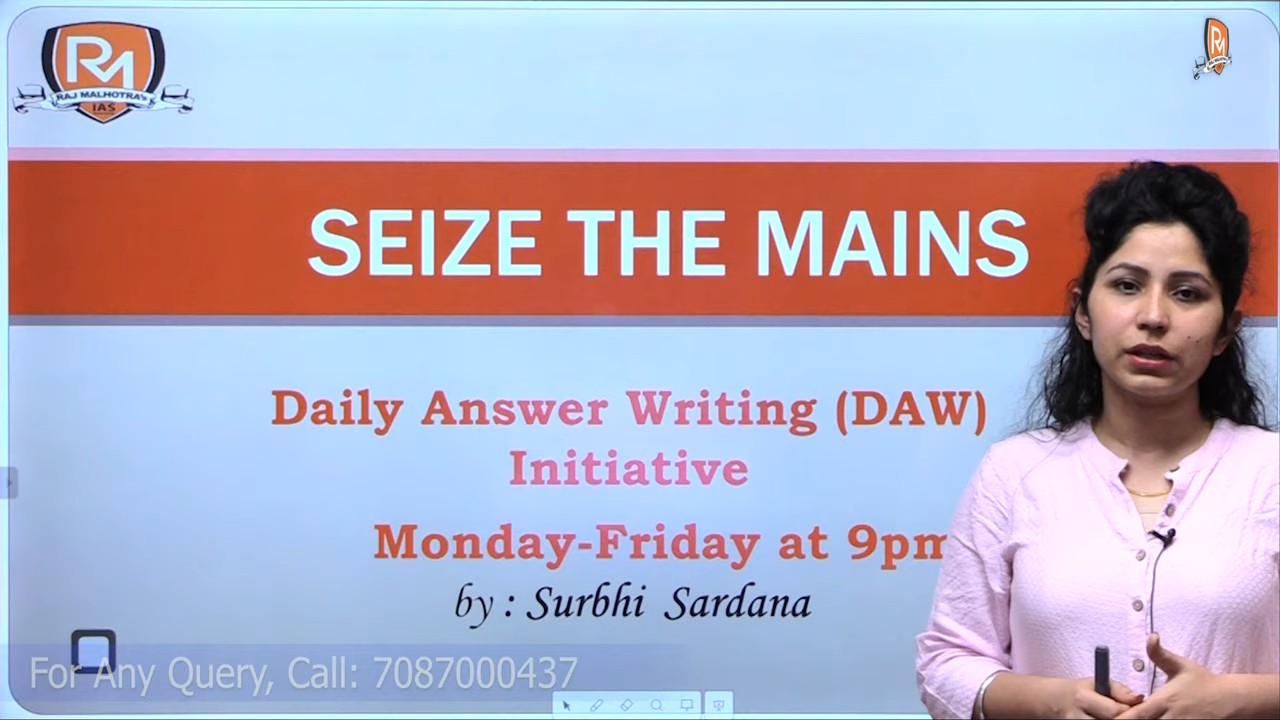 RM
RAJ MALHOTRA's
IAS
RM
SEIZE THE MAINS
Daily Answer Writing (DAW)
Initiative
Monday-Friday at 9pm
by : Surbhi Sardana
For Any Query, Call: 7087000437